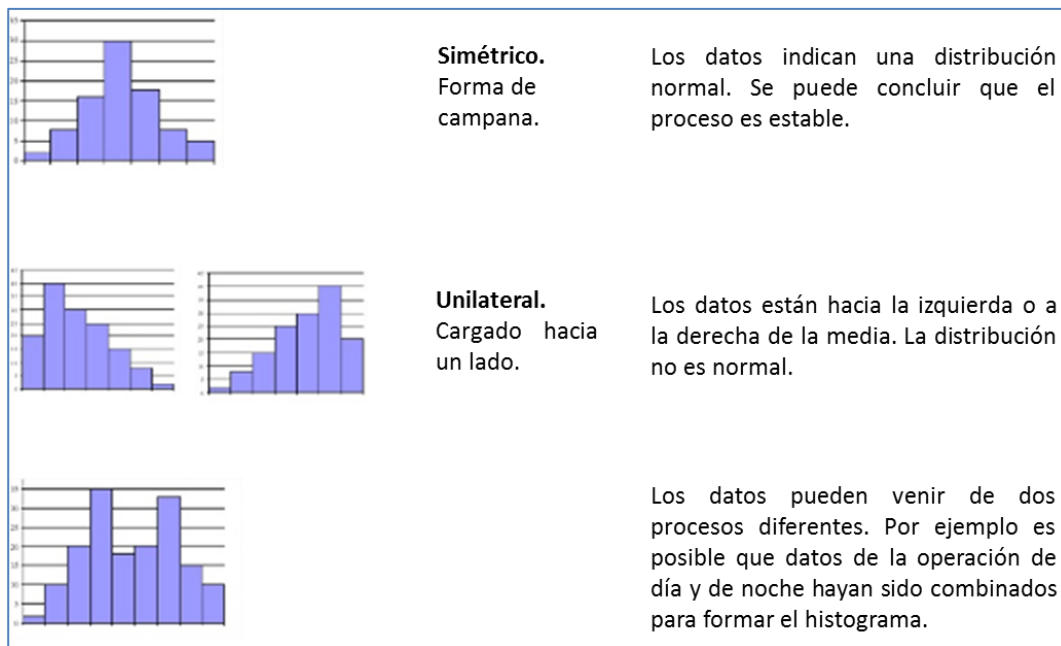 Simétrico.
Forma de
campana.
Los datos indican una distribución
normal. Se puede concluir que el
proceso es estable.
Unilateral.
Cargado hacia
un lado.
Los datos están hacia la izquierda o a
la derecha de la media. La distribución
no es normal.
Los datos pueden venir de dos
procesos diferentes. Por ejemplo es
posible que datos de la operación de
día y de noche hayan sido combinados
para formar el histograma.